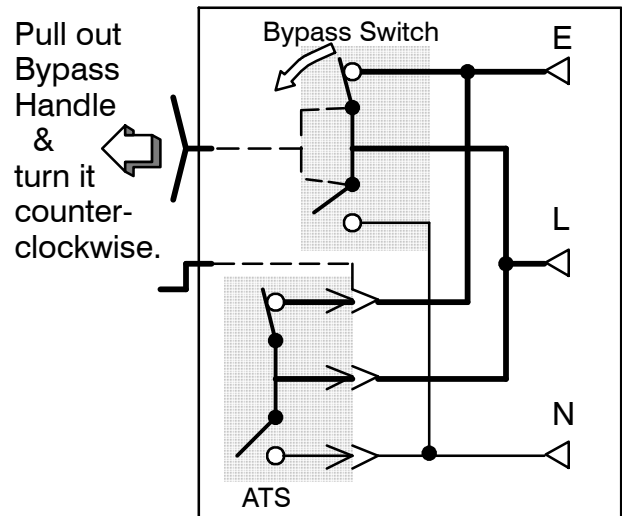 Pull out
Bypass
Handle
&
turn it
counter-
clockwise.
Bypass Switch
E
L
N
ATS